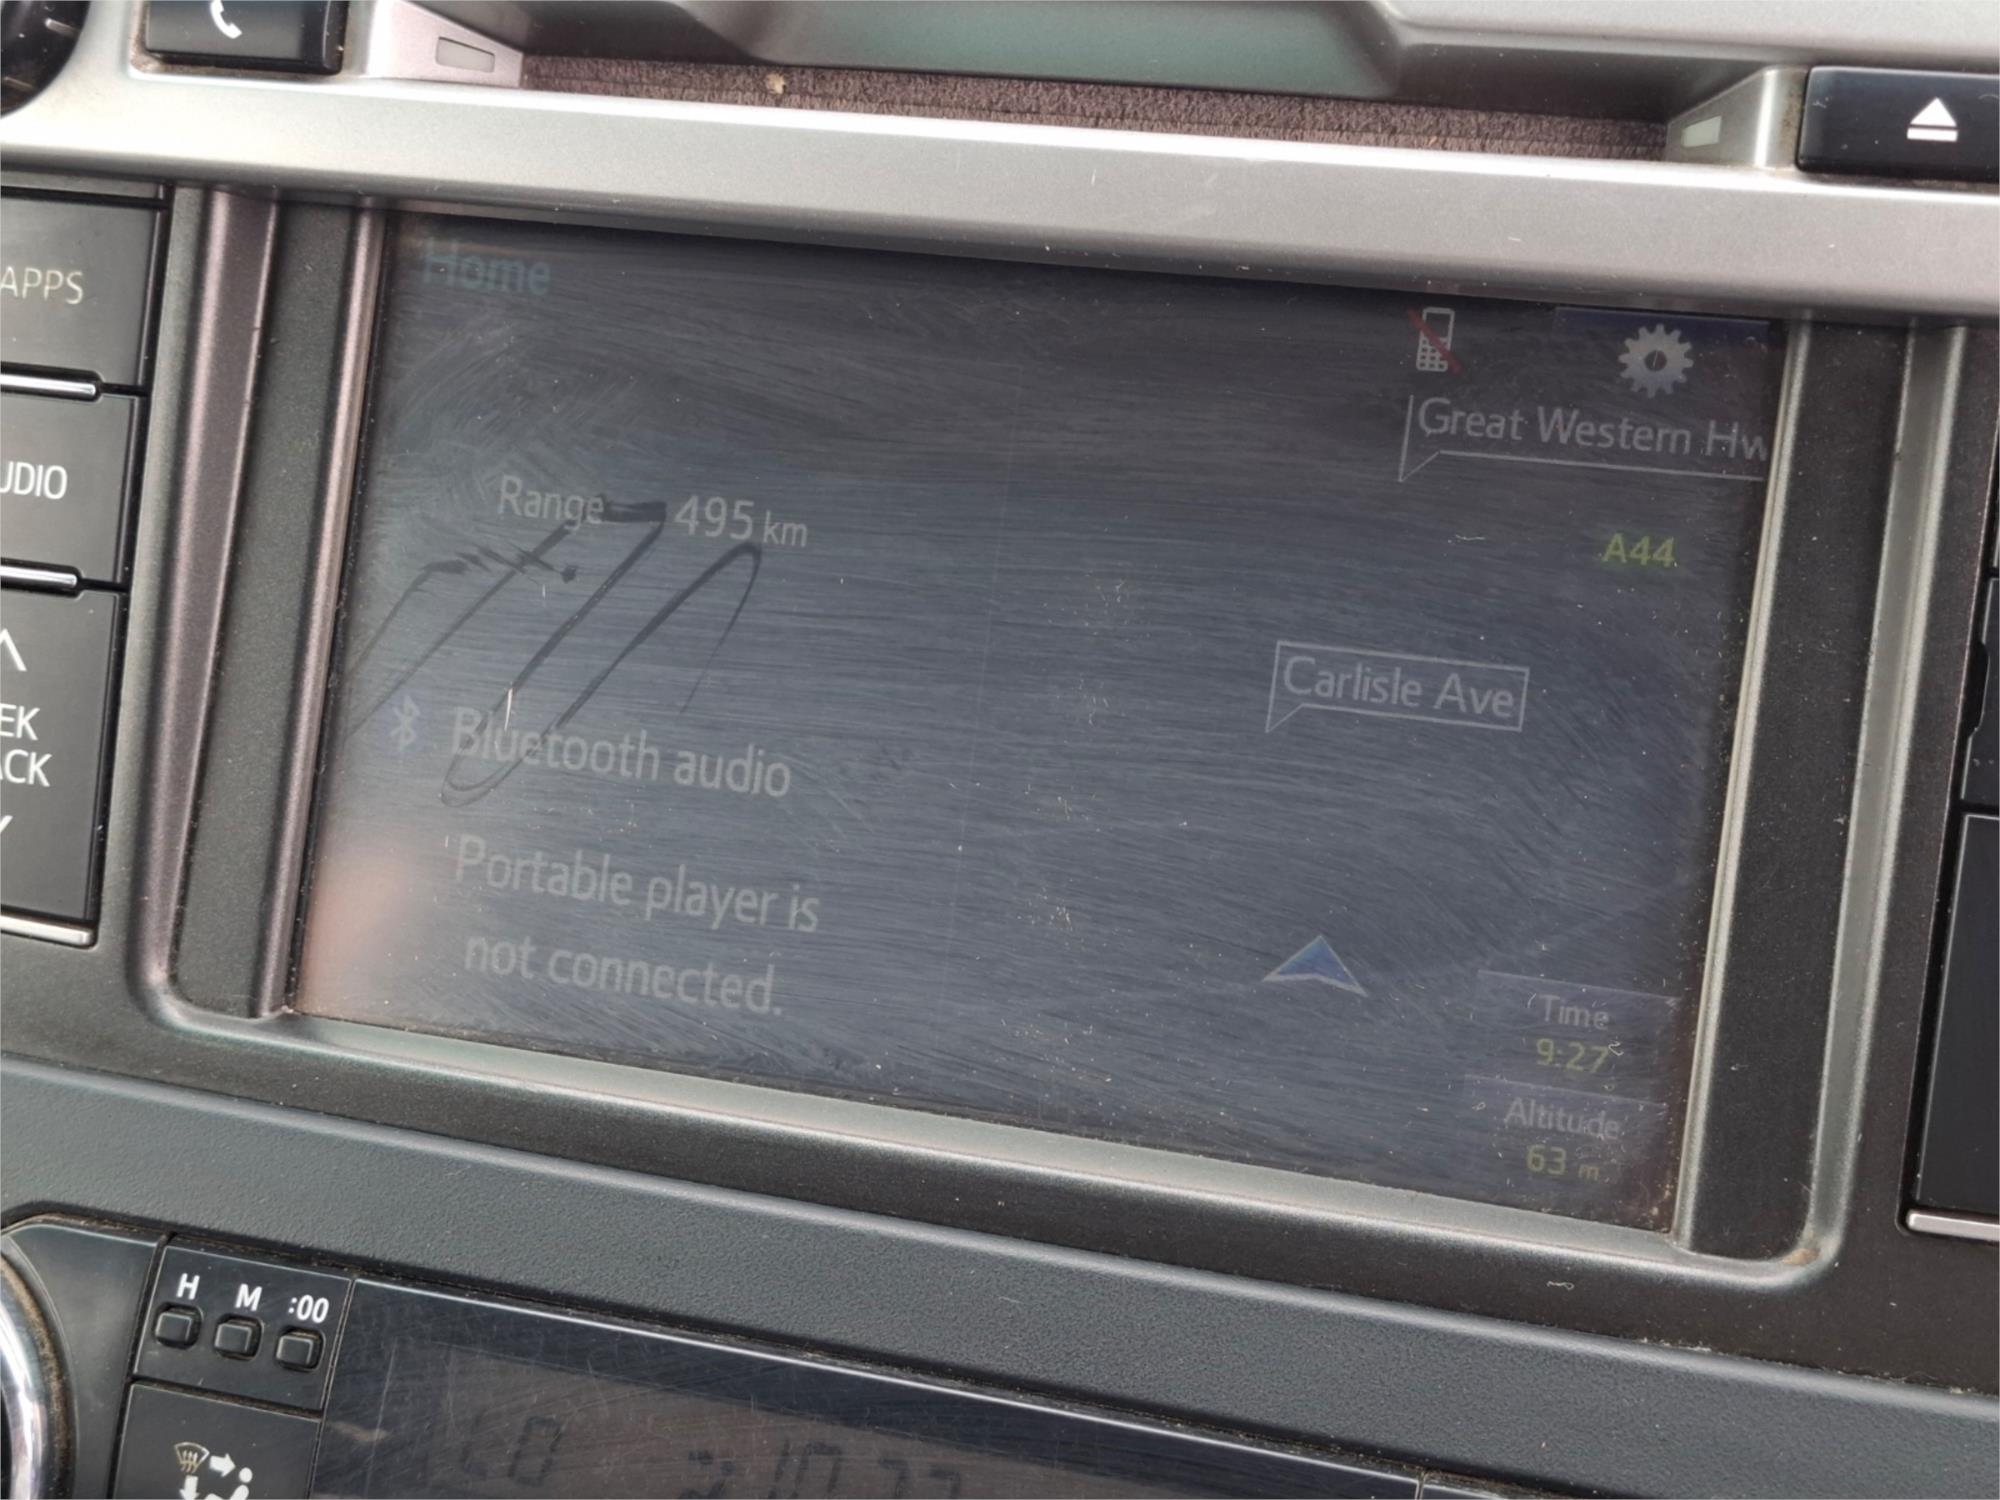 APPS
UDIO
EK
ACK
Home
Great Western Hw
Range 495 km
A44
Carlisle Ave
Bluetooth audio
Portable player is
not connected.
Time
9:27
Altitude
63 m
H M :00